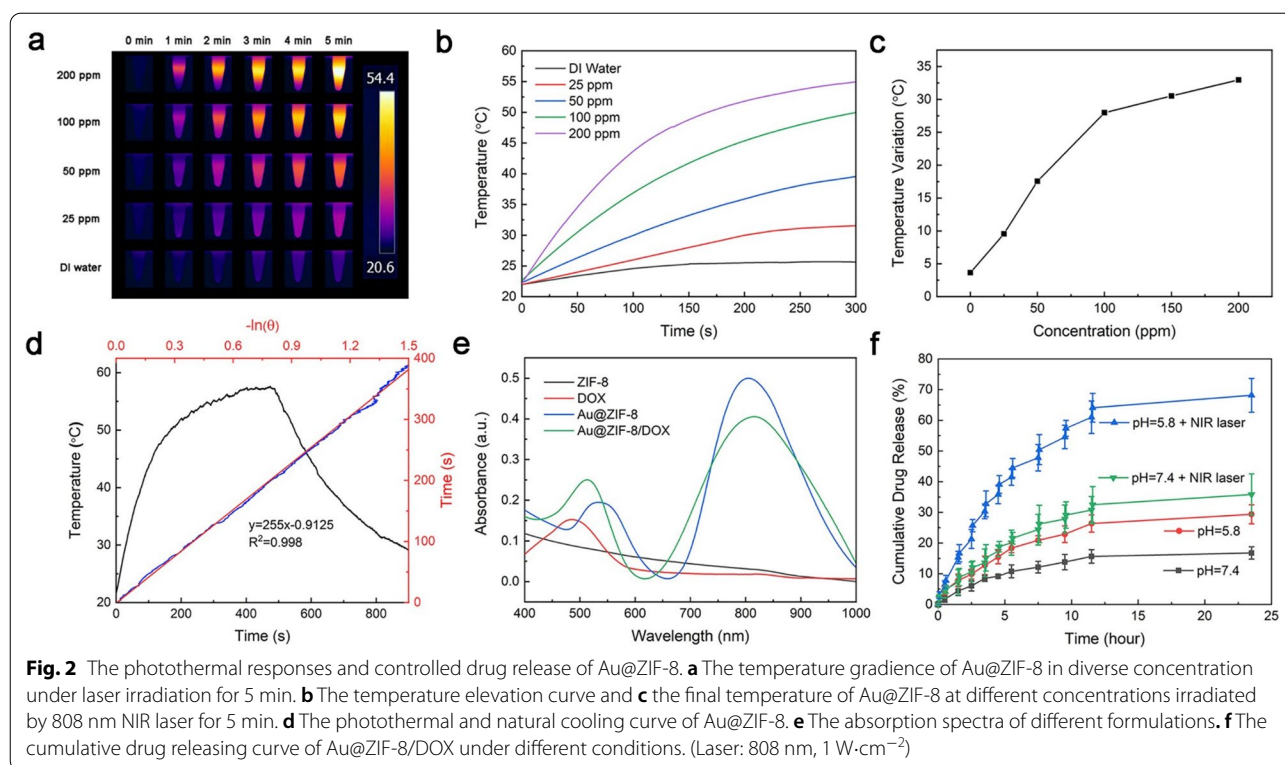 a
0 min 1 min 2 min 3 min 4 min 5 min
200 ppm
100 ppm
50 ppm
25 ppm
DI water
54.4
20.6
b
60
55
50
45
40
35
30
25
20
Temperature (°C)
DI Water
25 ppm
50 ppm
100 ppm
200 ppm
0 50 100 150 200 250 300
Time (s)
c
40
35
30
25
20
15
10
5
0
Temperature Variation (°C)
0 50 100 150 200
Concentration (ppm)
d
-ln(θ)
0.0 0.3 0.6 0.9 1.2 1.5
60
50
40
30
20
Temperature (°C)
400
300
200
100
0
Time (s)
y=255x-0.9125
R²=0.998
0 200 400 600 800
Time (s)
e
0.5
0.4
0.3
0.2
0.1
0.0
Absorbance (a.u.)
ZIF-8
DOX
Au@ZIF-8
Au@ZIF-8/DOX
400 500 600 700 800 900 1000
Wavelength (nm)
f
80
70
60
50
40
30
20
10
0
Cumulative Drug Release (%)
pH=5.8 + NIR laser
pH=7.4 + NIR laser
pH=5.8
pH=7.4
0 5 10 15 20 25
Time (hour)
Fig. 2 The photothermal responses and controlled drug release of Au@ZIF-8. a The temperature gradience of Au@ZIF-8 in diverse concentration
under laser irradiation for 5 min. b The temperature elevation curve and c the final temperature of Au@ZIF-8 at different concentrations irradiated
by 808 nm NIR laser for 5 min. d The photothermal and natural cooling curve of Au@ZIF-8. e The absorption spectra of different formulations. f The
cumulative drug releasing curve of Au@ZIF-8/DOX under different conditions. (Laser: 808 nm, 1 W·cm⁻²)